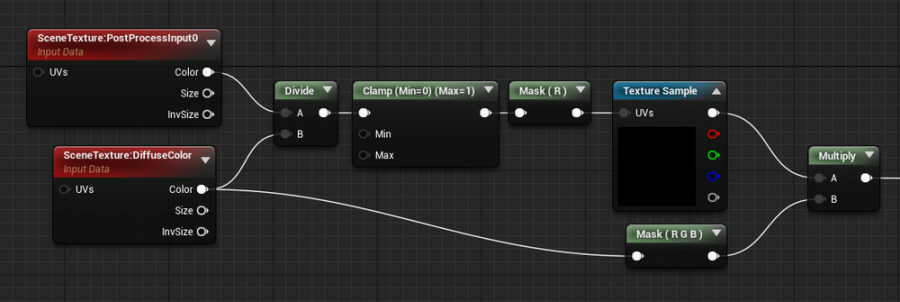 SceneTexture:PostProcessInput0
Input Data
UVs
Color
Size
InvSize
SceneTexture:DiffuseColor
Input Data
UVs
Color
Size
InvSize
Divide
A
B
Clamp (Min=0) (Max=1)
Min
Max
Mask ( R )
Texture Sample
UVs
Mask ( R G B )
Multiply
A
B